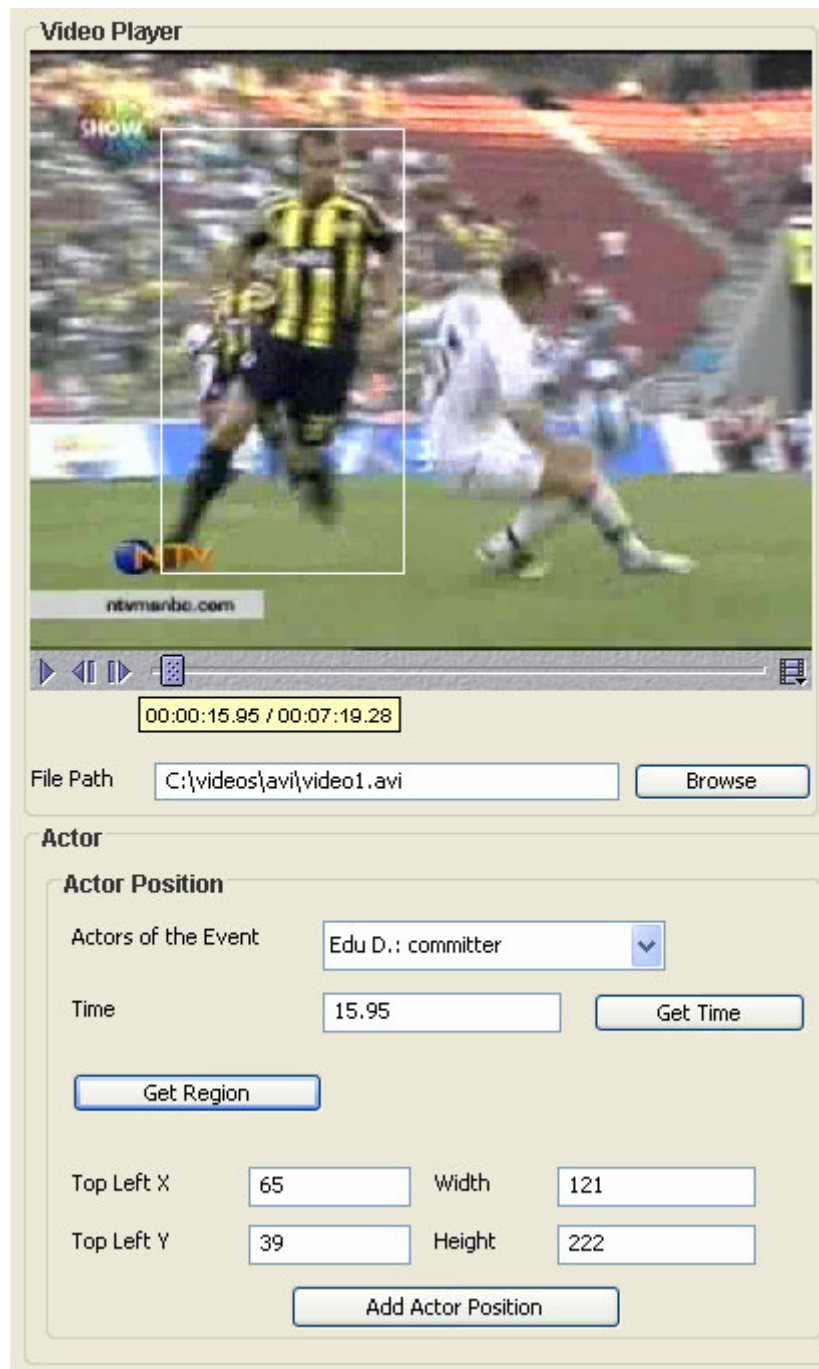 Video Player
SHOW
NTV
ntvmsnbc.com
00:00:15.95 / 00:07:19.28
File Path C:\videos\avi\video1.avi Browse
Actor
Actor Position
Actors of the Event Edu D.: committer
Time 15.95 Get Time
Get Region
Top Left X 65 Width 121
Top Left Y 39 Height 222
Add Actor Position